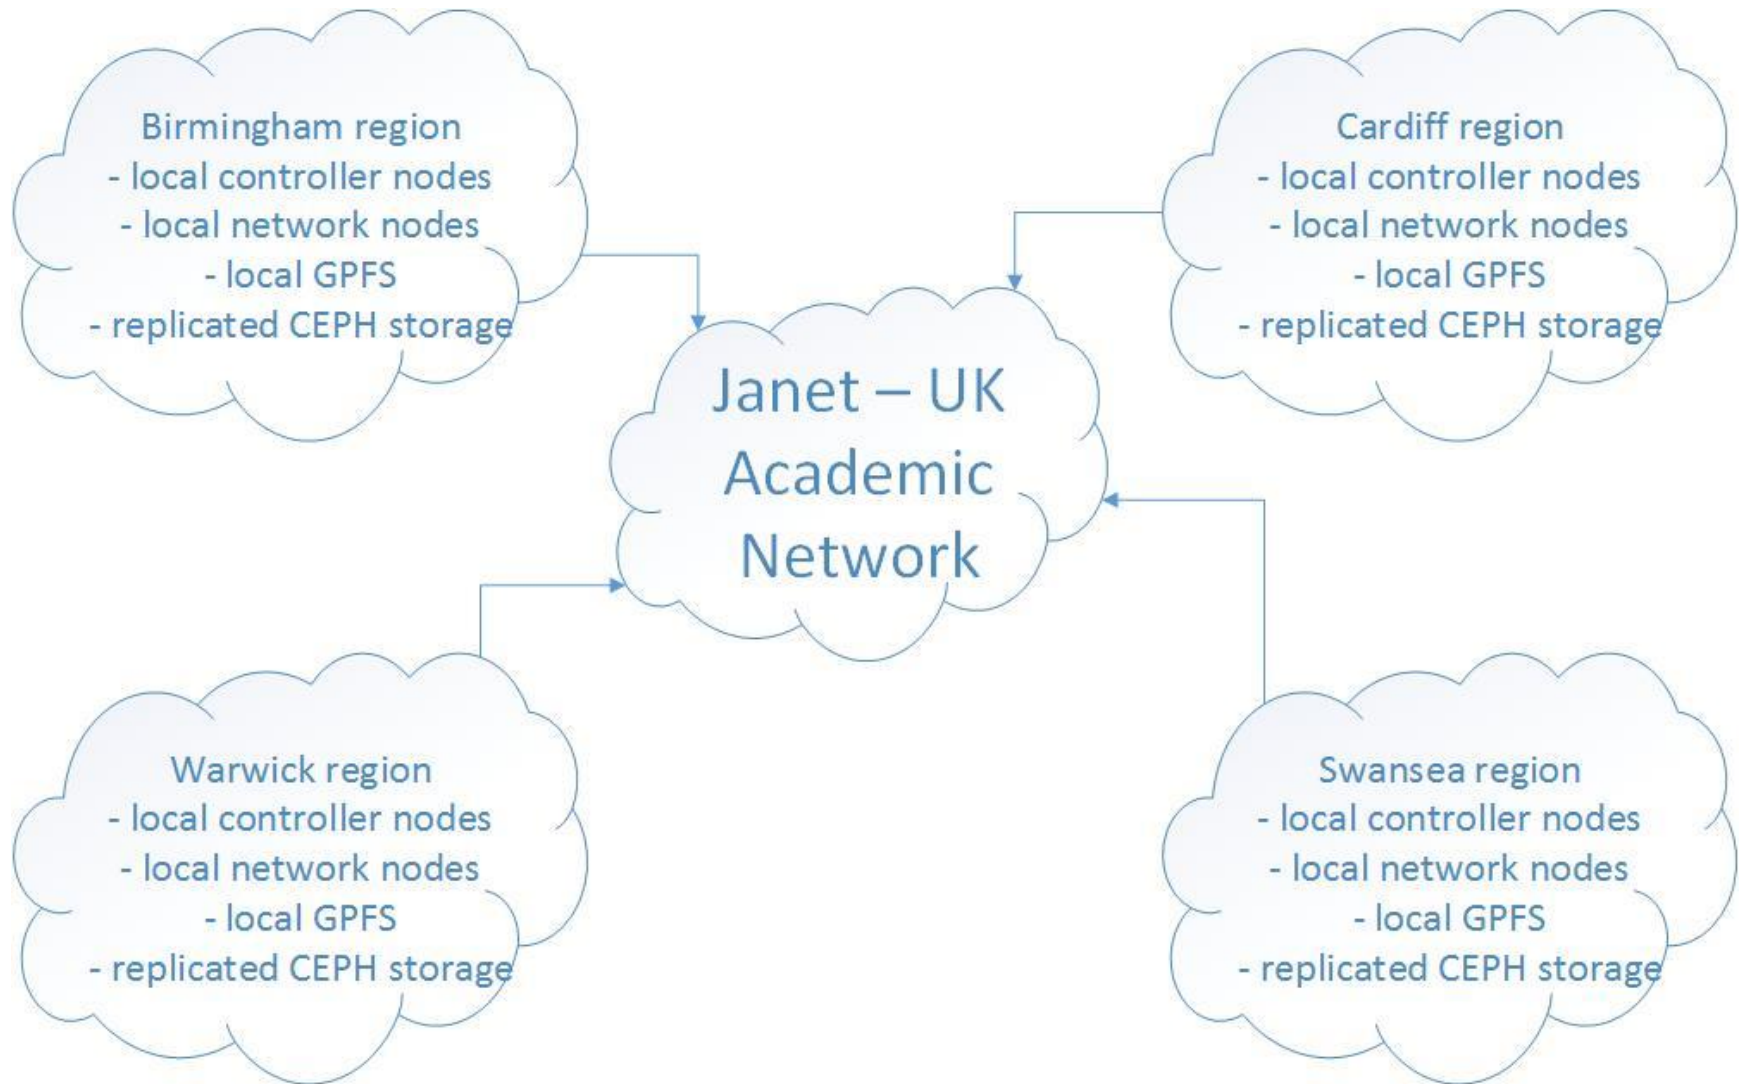 Birmingham region
- local controller nodes
- local network nodes
- local GPFS
- replicated CEPH storage
Cardiff region
- local controller nodes
- local network nodes
- local GPFS
- replicated CEPH storage
Janet – UK
Academic
Network
Warwick region
- local controller nodes
- local network nodes
- local GPFS
- replicated CEPH storage
Swansea region
- local controller nodes
- local network nodes
- local GPFS
- replicated CEPH storage